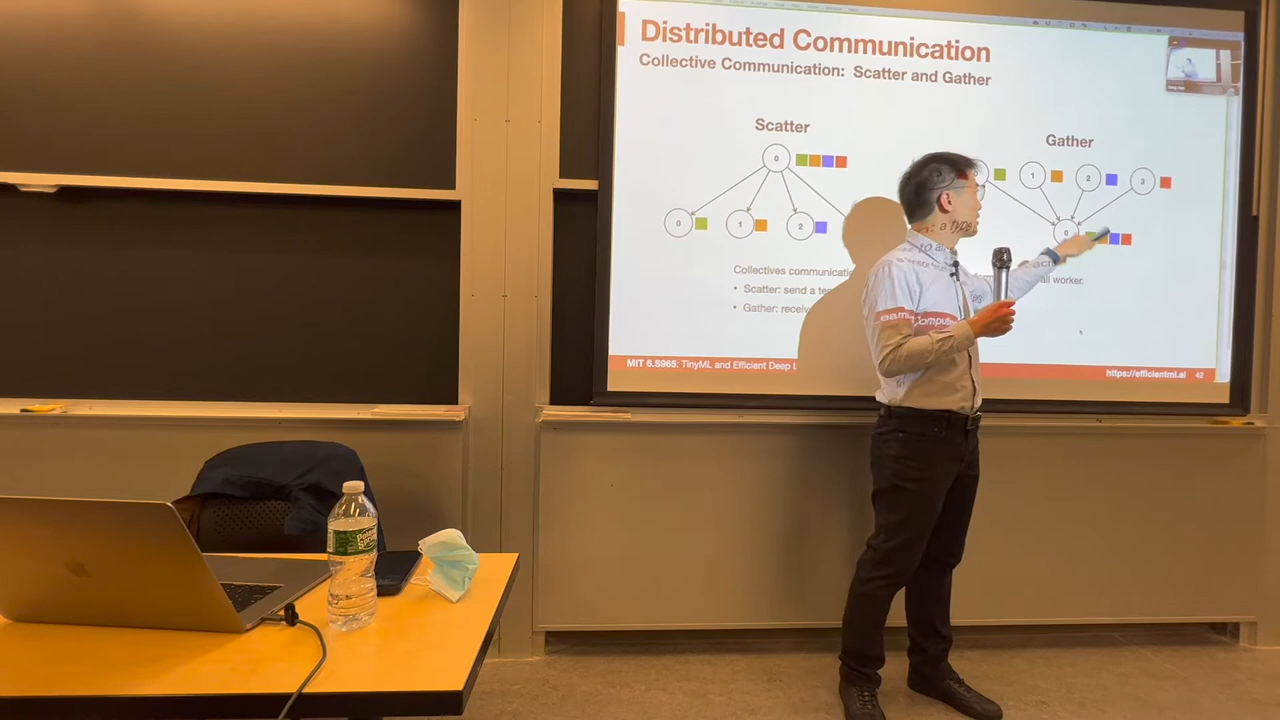 Distributed Communication
Collective Communication: Scatter and Gather
Scatter
Gather
0
1 2 3
0 1 2
0
Collectives communicatio
all worker.
• Scatter: send a te
• Gather: receiv
MIT 6.S965: TinyML and Efficient Deep L
https://efficientml.ai 42
Poland
Spring